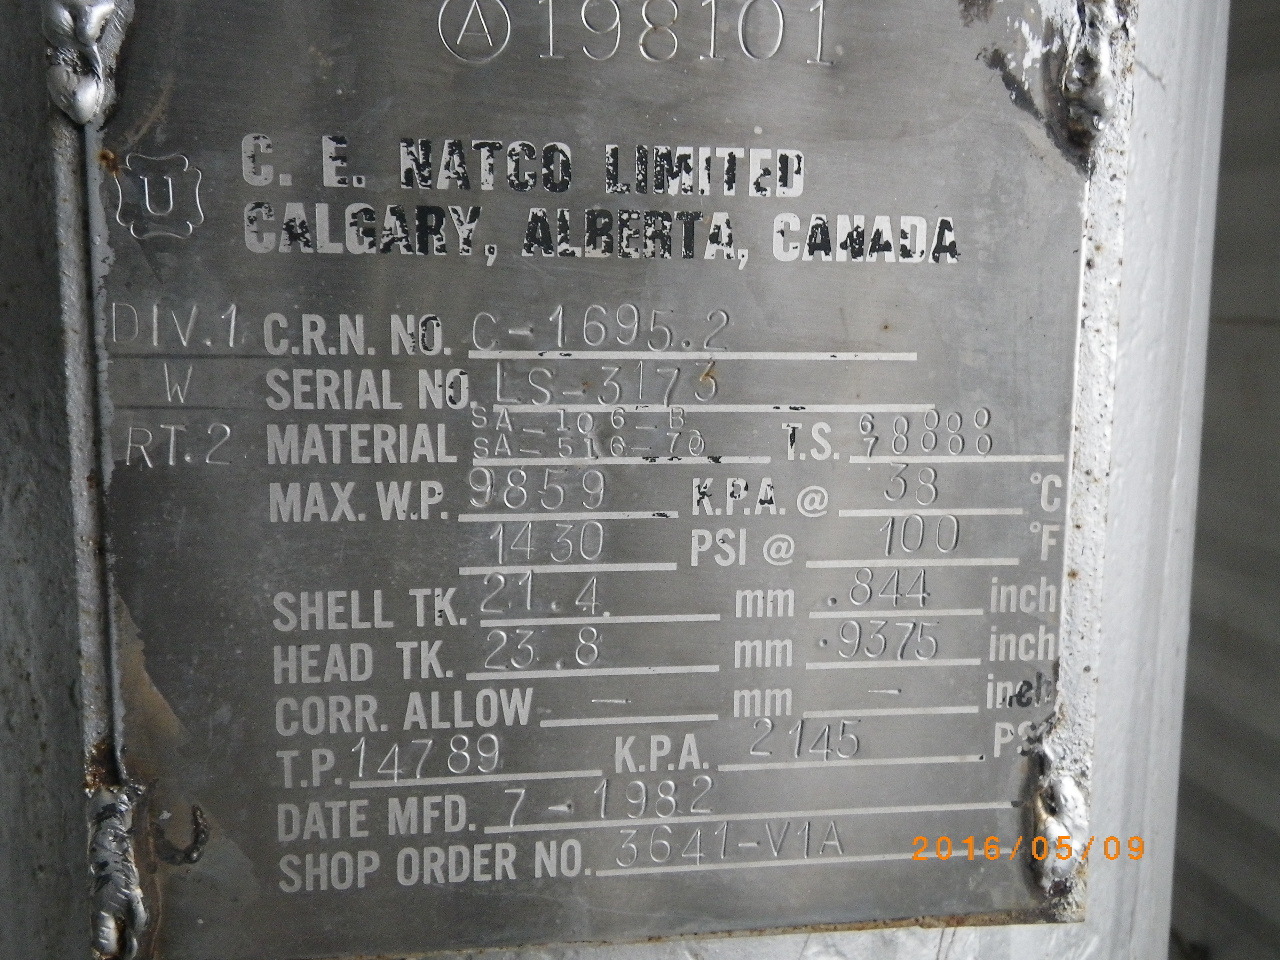 A 198101
C. E. NATCO LIMITED
U
CALGARY, ALBERTA, CANADA
DIV.1 C.R.N. NO. C-1695.2
W SERIAL NO. LS-3173
SA-106-B 60000
RT.2 MATERIAL SA-516-70 T.S. 70000
MAX. W.P. 9859 K.P.A. @ 38 °C
1430 PSI @ 100 °F
SHELL TK. 21.4 mm .844 inch
HEAD TK. 23.8 mm .9375 inch
CORR. ALLOW - mm - inch
T.P. 14789 K.P.A. 2145 PSI
DATE MFD. 7-1982
SHOP ORDER NO. 3641-V1A
2016/05/09